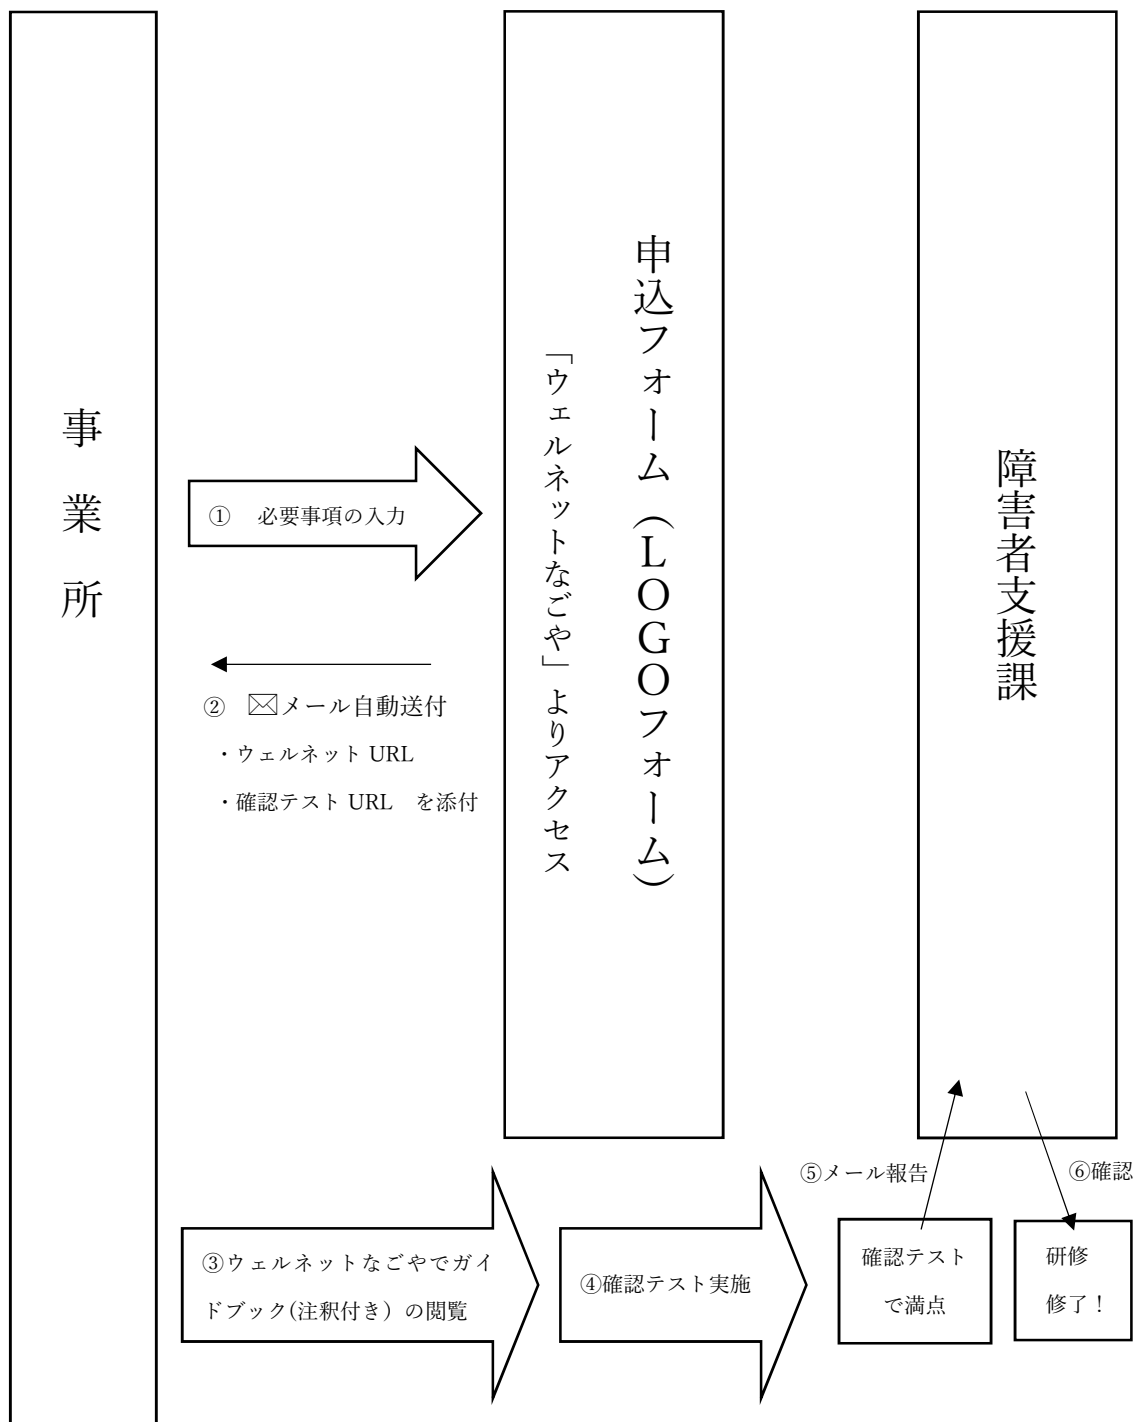 事業所
① 必要事項の入力
② ✉メール自動送付
・ウェルネット URL
・確認テスト URL を添付
申込フォーム（LOGOフォーム）
「ウェルネットなごや」よりアクセス
障害者支援課
③ウェルネットなごやでガイ
ドブック(注釈付き）の閲覧
④確認テスト実施
⑤メール報告
確認テスト
で満点
⑥確認
研修
修了！